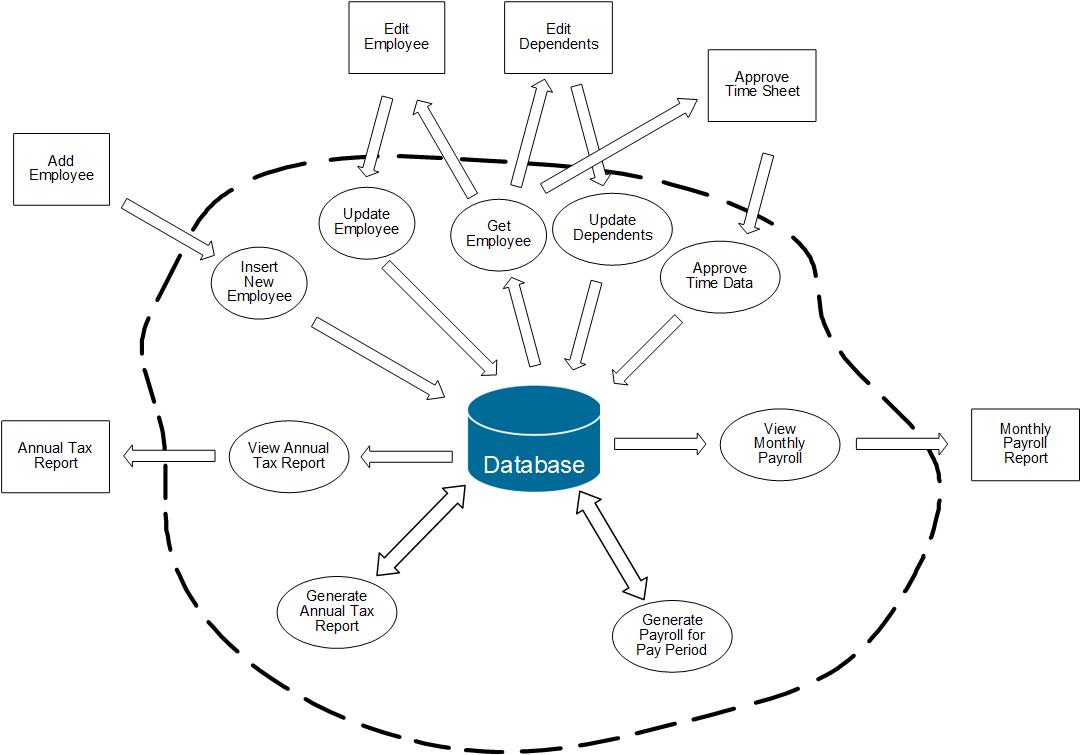 Edit
Employee
Edit
Dependents
Approve
Time Sheet
Add
Employee
Update
Employee
Get
Employee
Update
Dependents
Approve
Time Data
Insert
New
Employee
Annual Tax
Report
View Annual
Tax Report
Database
View
Monthly
Payroll
Monthly
Payroll
Report
Generate
Annual Tax
Report
Generate
Payroll for
Pay Period